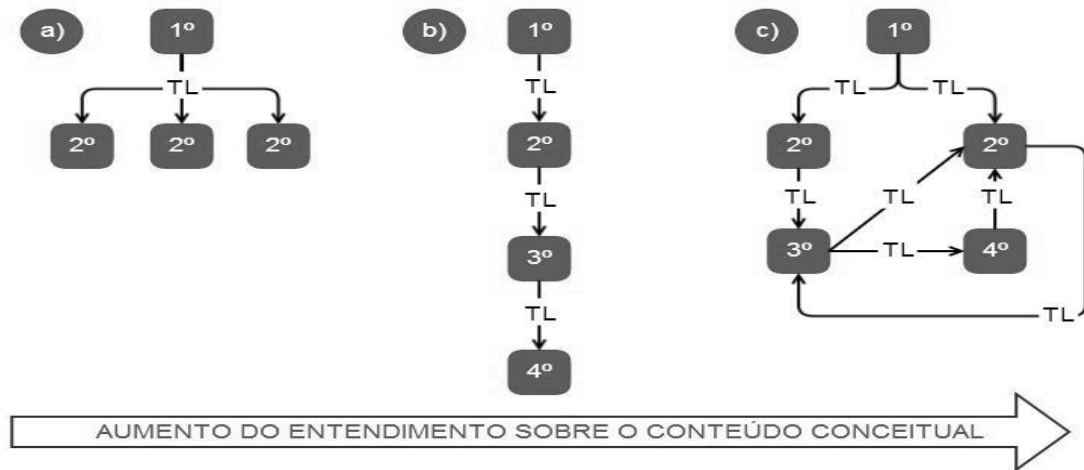 a)
1º
TL
2º 2º 2º
b)
1º
TL
2º
TL
3º
TL
4º
c)
1º
TL TL
2º 2º
TL TL TL
3º TL 4º
TL
AUMENTO DO ENTENDIMENTO SOBRE O CONTEÚDO CONCEITUAL